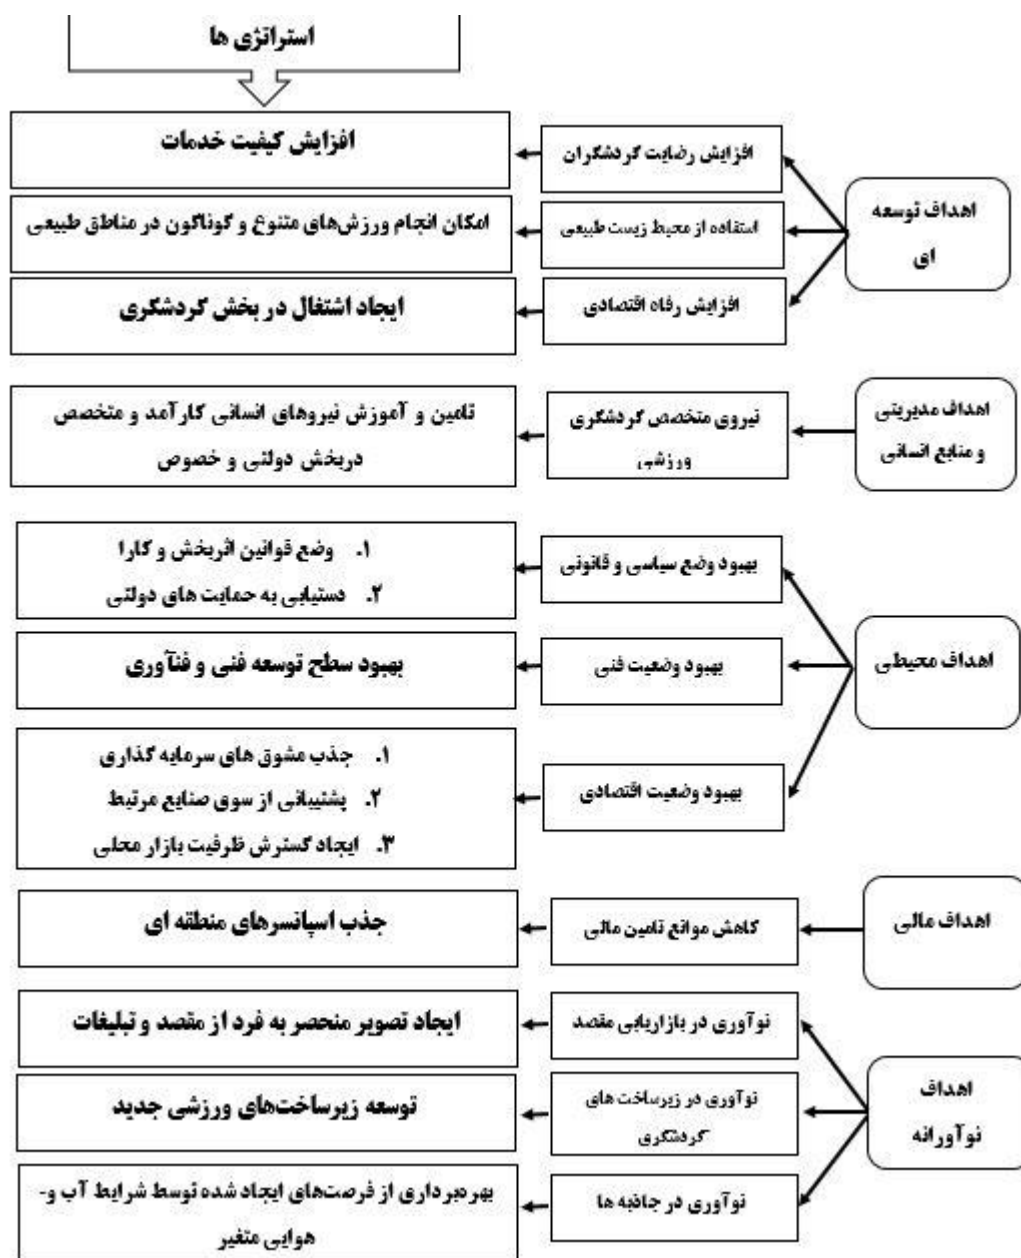 استراتژی ها
اهداف توسعه
ای
افزایش رضایت گردشگران
افزایش کیفیت خدمات
استفاده از محیط زیست طبیعی
امکان انجام ورزش‌های متنوع و گوناگون در مناطق طبیعی
افزایش رفاه اقتصادی
ایجاد اشتغال در بخش گردشگری
اهداف مدیریتی
و منابع انسانی
نیروی متخصص گردشگری
ورزشی
تامین و آموزش نیروهای انسانی کارآمد و متخصص
دربخش دولتی و خصوص
اهداف محیطی
بهبود وضع سیاسی و قانونی
۱. وضع قوانین اثربخش و کارا
۲. دستیابی به حمایت های دولتی
بهبود وضعیت فنی
بهبود سطح توسعه فنی و فنآوری
بهبود وضعیت اقتصادی
۱. جذب مشوق های سرمایه گذاری
۲. پشتیبانی از سوی صنایع مرتبط
۳. ایجاد گسترش ظرفیت بازار محلی
اهداف مالی
کاهش موانع تامین مالی
جذب اسپانسرهای منطقه ای
اهداف
نوآورانه
نوآوری در بازاریابی مقصد
ایجاد تصویر منحصر به فرد از مقصد و تبلیغات
نوآوری در زیرساخت های
گردشگری
توسعه زیرساخت‌های ورزشی جدید
نوآوری در جاذبه ها
بهره‌برداری از فرصت‌های ایجاد شده توسط شرایط آب و-
هوایی متغیر